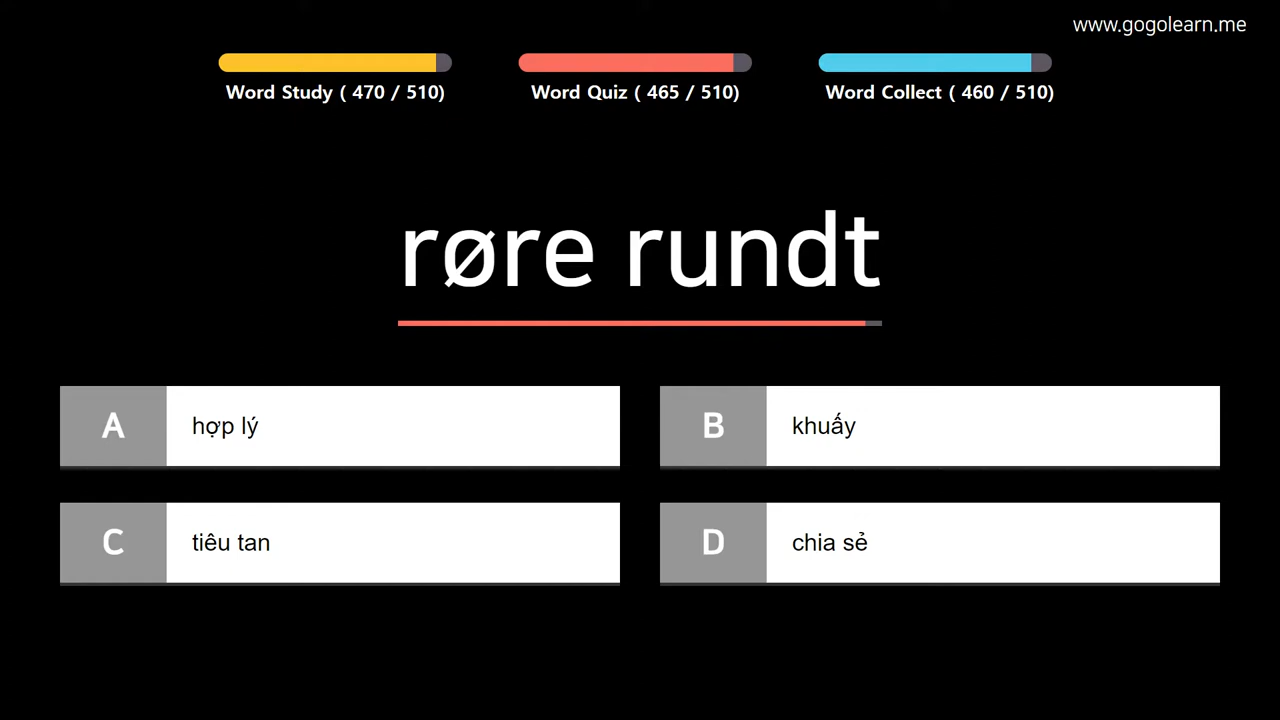 www.gogolearn.me
Word Study ( 470 / 510)
Word Quiz ( 465 / 510)
Word Collect ( 460 / 510)
røre rundt
A hợp lý
B khuấy
C tiêu tan
D chia sẻ